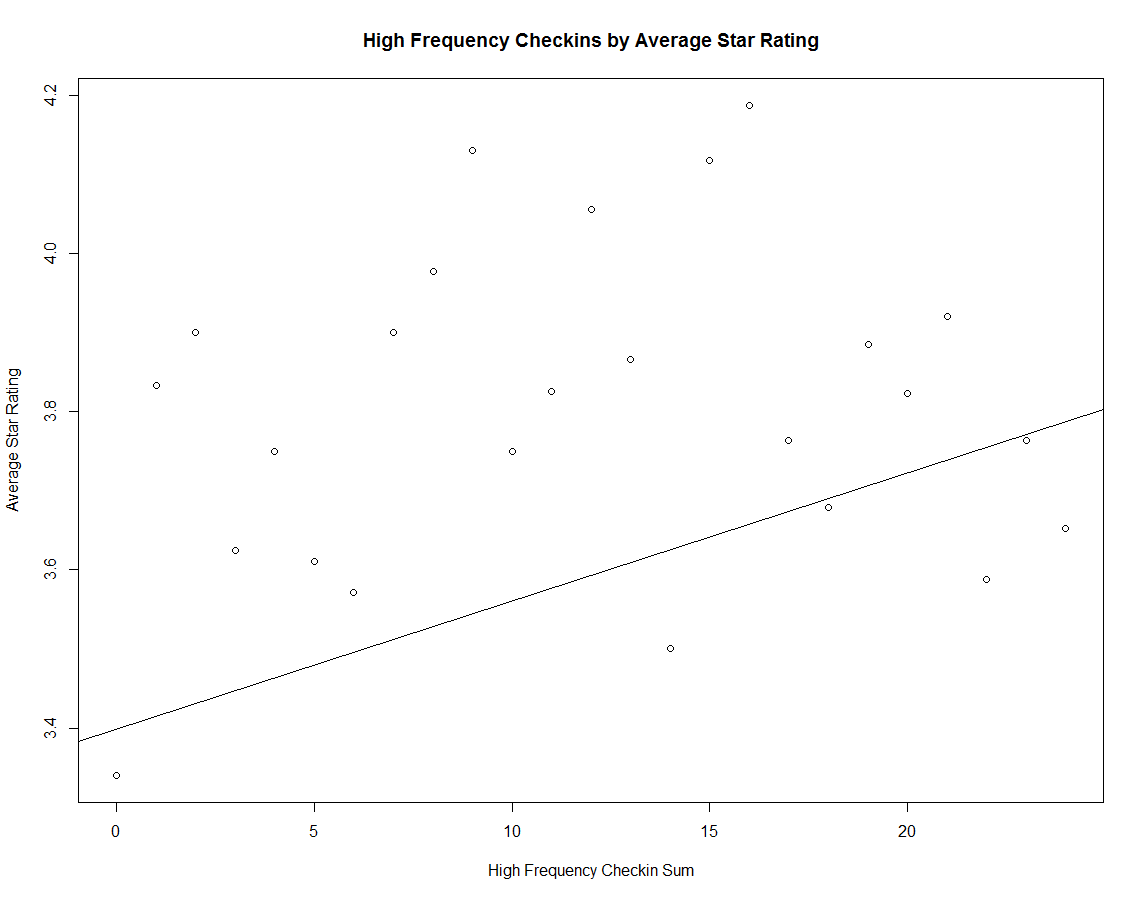 High Frequency Checkins by Average Star Rating
4.2
4.0
3.8
3.6
3.4
Average Star Rating
0 5 10 15 20
High Frequency Checkin Sum